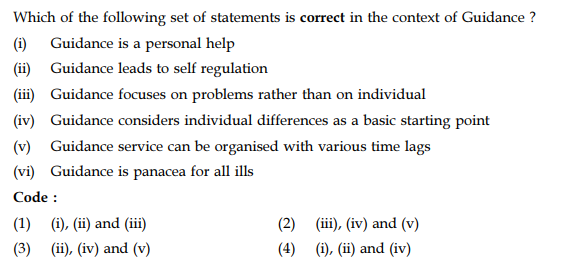 Which of the following set of statements is correct in the context of Guidance ?
(i) Guidance is a personal help
(ii) Guidance leads to self regulation
(iii) Guidance focuses on problems rather than on individual
(iv) Guidance considers individual differences as a basic starting point
(v) Guidance service can be organised with various time lags
(vi) Guidance is panacea for all ills
Code :
(1) (i), (ii) and (iii) (2) (iii), (iv) and (v)
(3) (ii), (iv) and (v) (4) (i), (ii) and (iv)